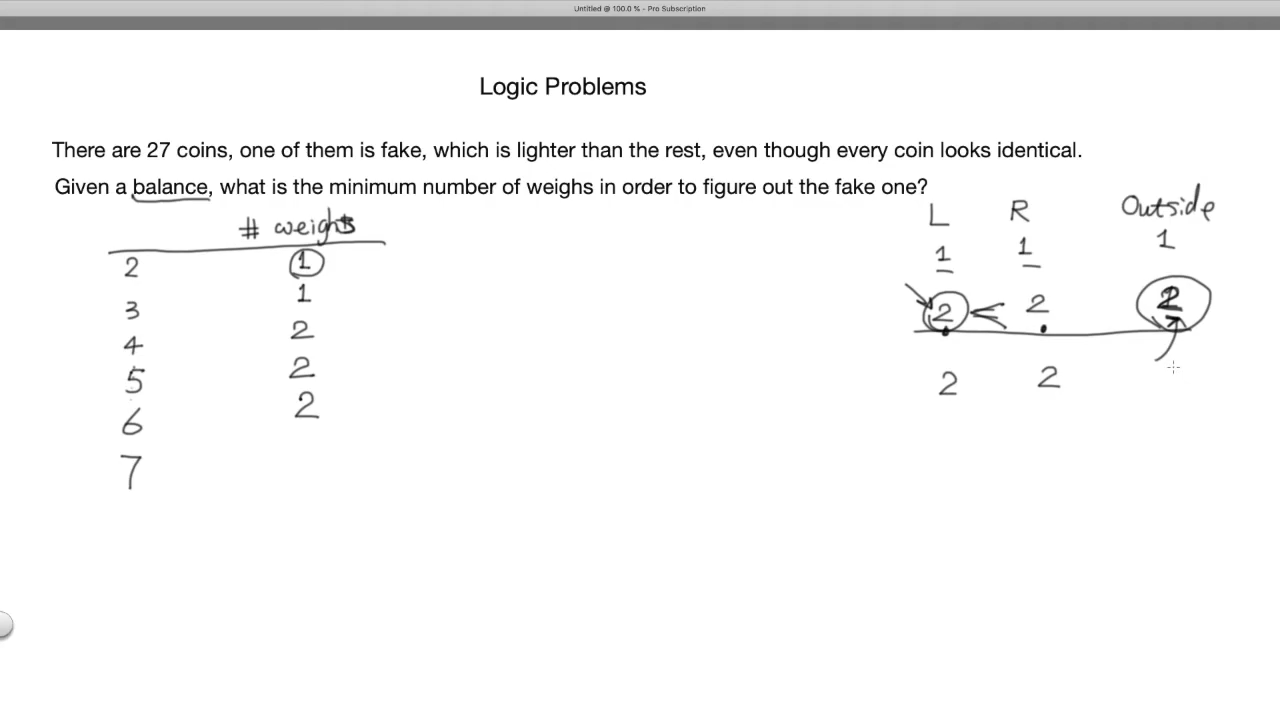 Untitled @ 100.0 % - Pro Subscription
Logic Problems
There are 27 coins, one of them is fake, which is lighter than the rest, even though every coin looks identical.
Given a balance, what is the minimum number of weighs in order to figure out the fake one?
# weighs
2 1
3 1
4 2
5 2
6 2
7
L R Outside
1 1 1
2 < 2 2
2 2